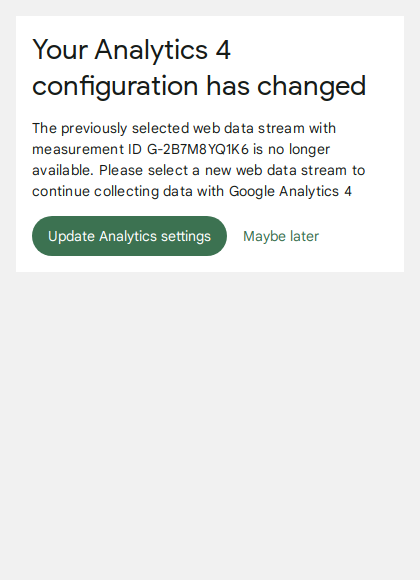 Your Analytics 4
configuration has changed
The previously selected web data stream with
measurement ID G-2B7M8YQ1K6 is no longer
available. Please select a new web data stream to
continue collecting data with Google Analytics 4
Update Analytics settings
Maybe later